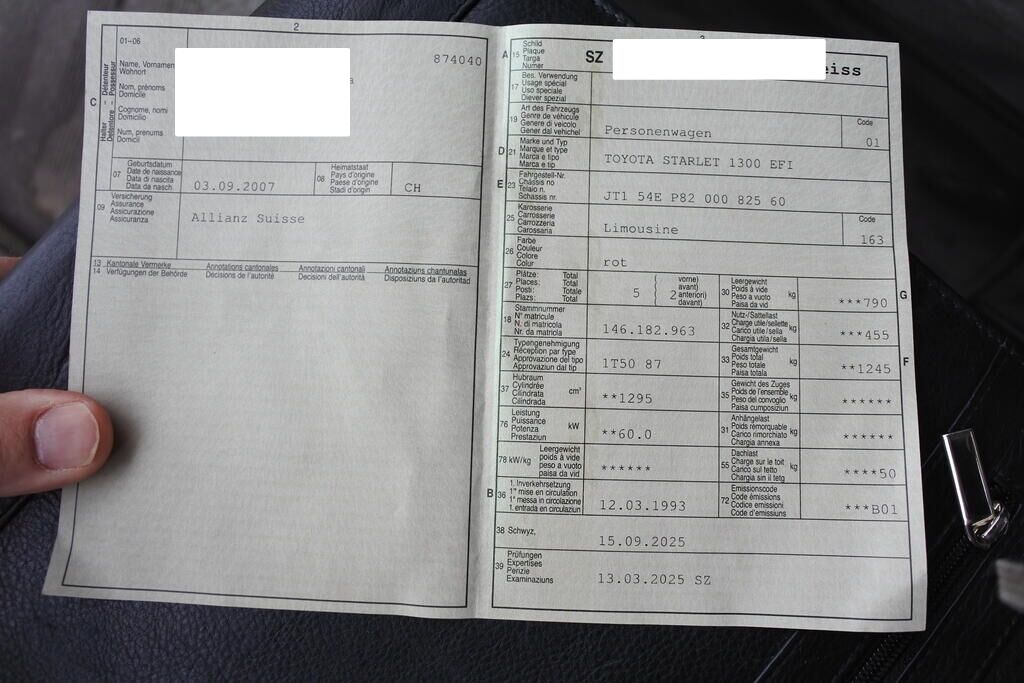 2
01-06
874040
C
Halter – Détenteur
Detentore – Possessur
Name, Vornamen
Wohnort
Nom, prénoms
Domicile
Cognome, nomi
Domicilio
Num, prenums
Domicil
07
Geburtsdatum
Date de naissance
Data di nascita
Data da nasch.
03.09.2007
08
Heimatstaat
Pays d'origine
Paese d'origine
Stadi d'origin
CH
09
Versicherung
Assurance
Assicurazione
Assicuranza
Allianz Suisse
13 Kantonale Vermerke Annotations cantonales Annotazioni cantonali Annotaziuns chantunalas
14 Verfügungen der Behörde Décisions de l'autorité Decisioni dell'autorità Disposiziuns da l'autoritad
A 15
Schild
Plaque
Targa
Numer
SZ
eiss
17
Bes. Verwendung
Usage spécial
Uso speciale
Diever spezial
19
Art des Fahrzeugs
Genre de véhicule
Genere di veicolo
Gener dal vehichel
Personenwagen
Code
01
D 21
Marke und Typ
Marque et type
Marca e tipo
Marca e tip
TOYOTA STARLET 1300 EFI
E 23
Fahrgestell-Nr.
Châssis no
Telaio n.
Schassis nr.
JT1 54E P82 000 825 60
25
Karosserie
Carrosserie
Carrozzeria
Carossaria
Limousine
Code
163
26
Farbe
Couleur
Colore
Colur
rot
27
Plätze: Total
Places: Total
Posti: Totale
Plazs: Total
5
( vorne)
( avant)
2 anteriori)
( davant)
30
Leergewicht
Poids à vide
Peso a vuoto
Paisa da vid
kg
***790
G
18
Stammnummer
N° matricule
N. di matricola
Nr. da matricla
146.182.963
32
Nutz-/Sattellast
Charge utile/sellette
Carico utile/sella
Chargia utila/sella
kg
***455
24
Typengenehmigung
Réception par type
Approvazione del tipo
Approvaziun dal tip
1T50 87
33
Gesamtgewicht
Poids total
Peso totale
Paisa totala
kg
**1245
F
37
Hubraum
Cylindrée
Cilindrata
Cilindrada
cm³
**1295
35
Gewicht des Zuges
Poids de l'ensemble
Peso del convoglio
Paisa cumposiziun
kg
******
76
Leistung
Puissance
Potenza
Prestaziun
kW
**60.0
31
Anhängelast
Poids remorquable
Carico rimorchiato
Chargia annexa
kg
******
78 kW/kg
Leergewicht
poids à vide
peso a vuoto
paisa da vid
******
55
Dachlast
Charge sur le toit
Carico sul tetto
Chargia sin il tetg
kg
****50
B 36
1. Inverkehrsetzung
1re mise en circulation
1a messa in circolazione
1. entrada en circulaziun
12.03.1993
72
Emissionscode
Code émissions
Codice emissioni
Code d'emissiuns
***B01
38 Schwyz,
15.09.2025
39
Prüfungen
Expertises
Perizie
Examinaziuns
13.03.2025 SZ